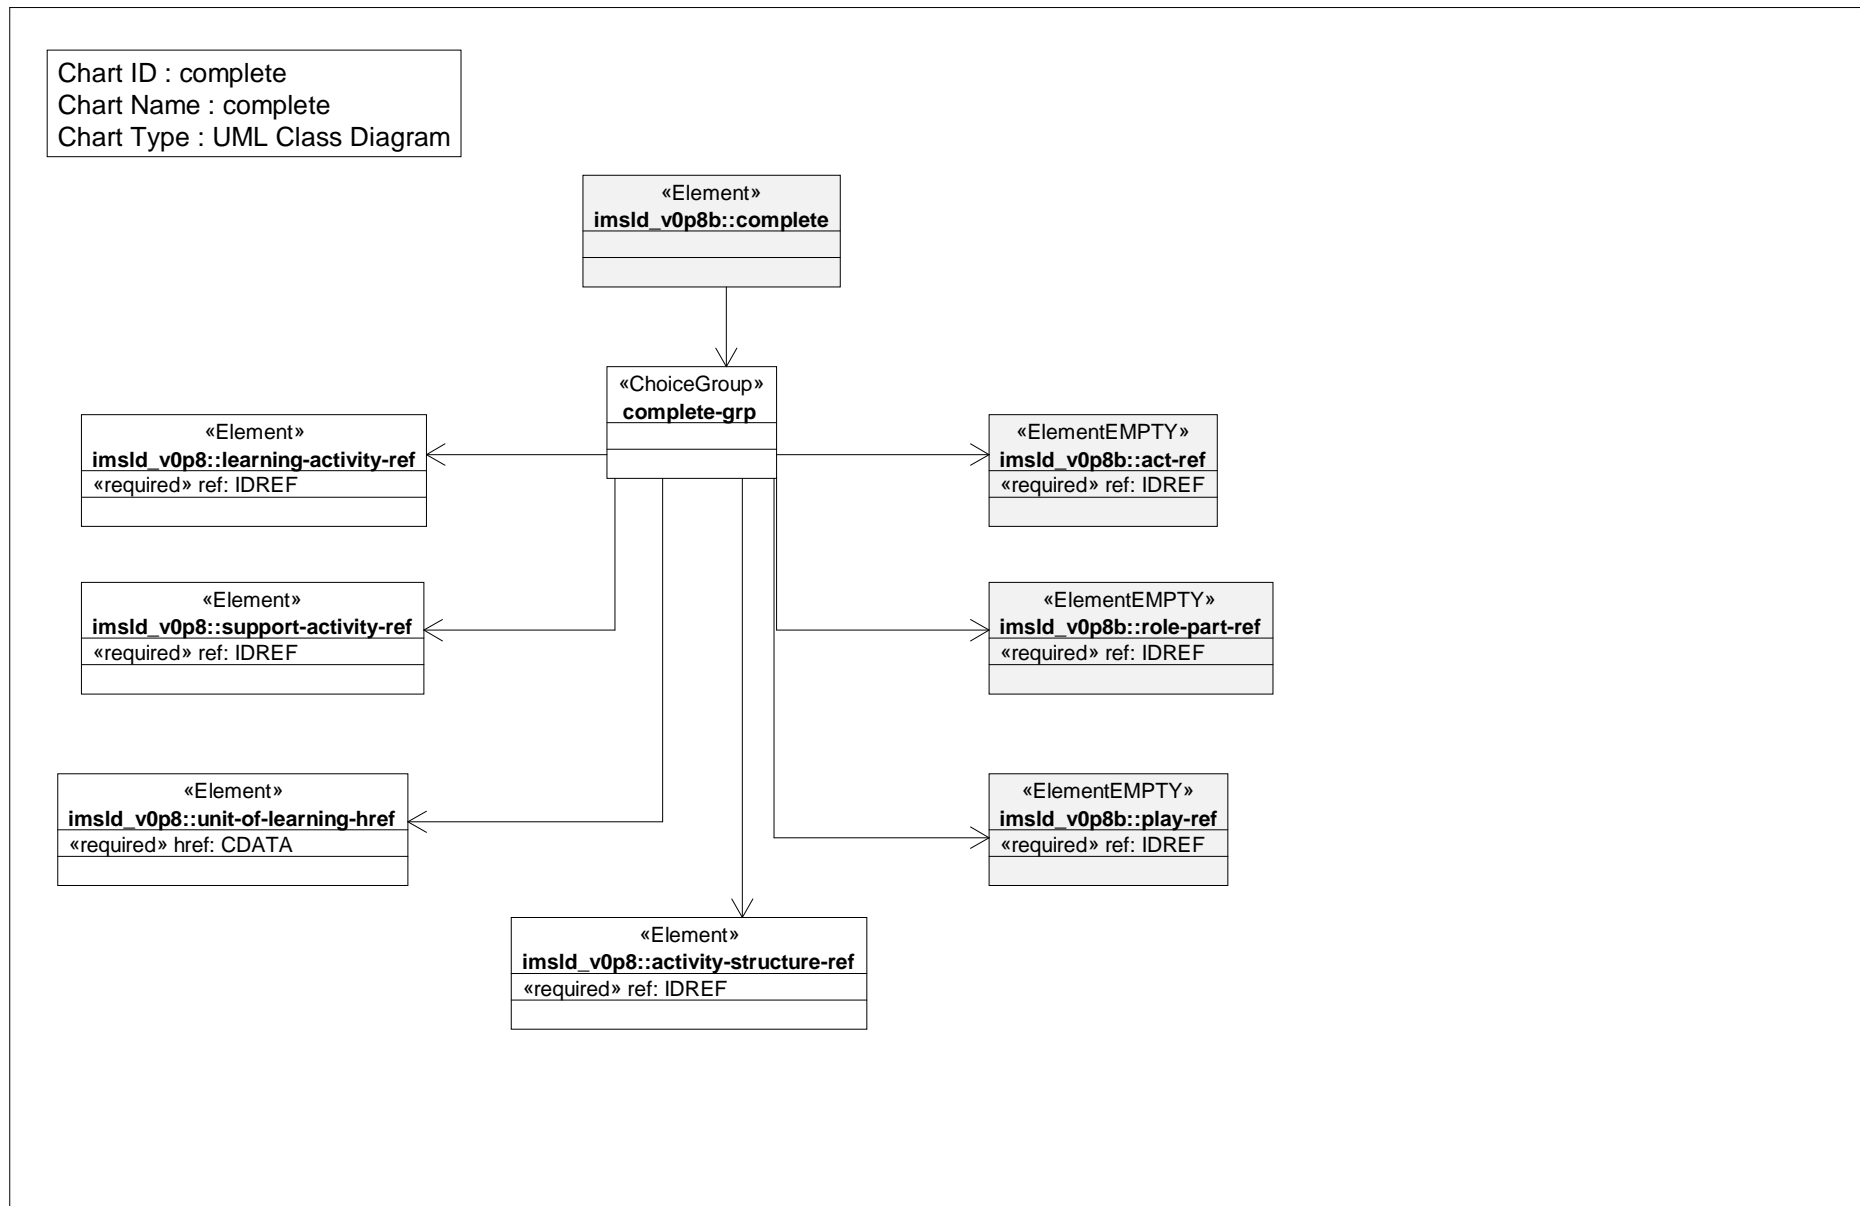 Chart ID : complete
Chart Name : complete
Chart Type : UML Class Diagram
«Element»
imsld_v0p8b::complete
«ChoiceGroup»
complete-grp
«Element»
imsld_v0p8::learning-activity-ref
«required» ref: IDREF
«ElementEMPTY»
imsld_v0p8b::act-ref
«required» ref: IDREF
«Element»
imsld_v0p8::support-activity-ref
«required» ref: IDREF
«ElementEMPTY»
imsld_v0p8b::role-part-ref
«required» ref: IDREF
«Element»
imsld_v0p8::unit-of-learning-href
«required» href: CDATA
«ElementEMPTY»
imsld_v0p8b::play-ref
«required» ref: IDREF
«Element»
imsld_v0p8::activity-structure-ref
«required» ref: IDREF